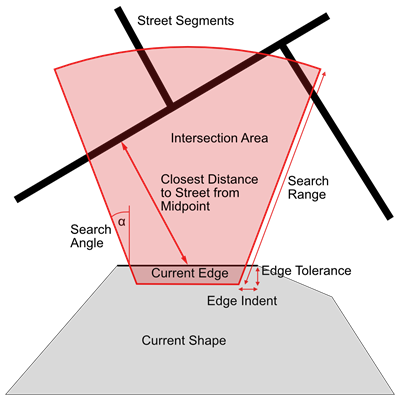 Street Segments
Intersection Area
Closest Distance
to Street from
Midpoint
Search
Range
α
Search
Angle
Current Edge
Edge Tolerance
Edge Indent
Current Shape